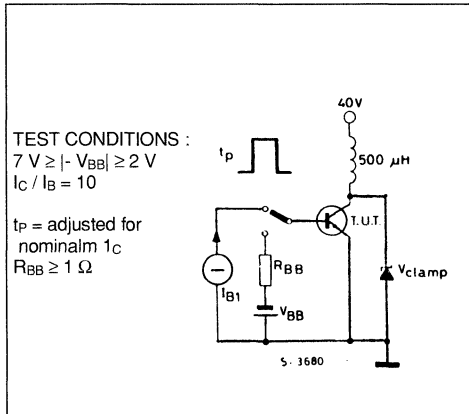 TEST CONDITIONS :
7 V ≥ |- VBB| ≥ 2 V
IC / IB = 10
tP = adjusted for
nominalm 1C
RBB ≥ 1 Ω
tp
40V
500 µH
T.U.T.
RBB
IB1
VBB
Vclamp
S-3680